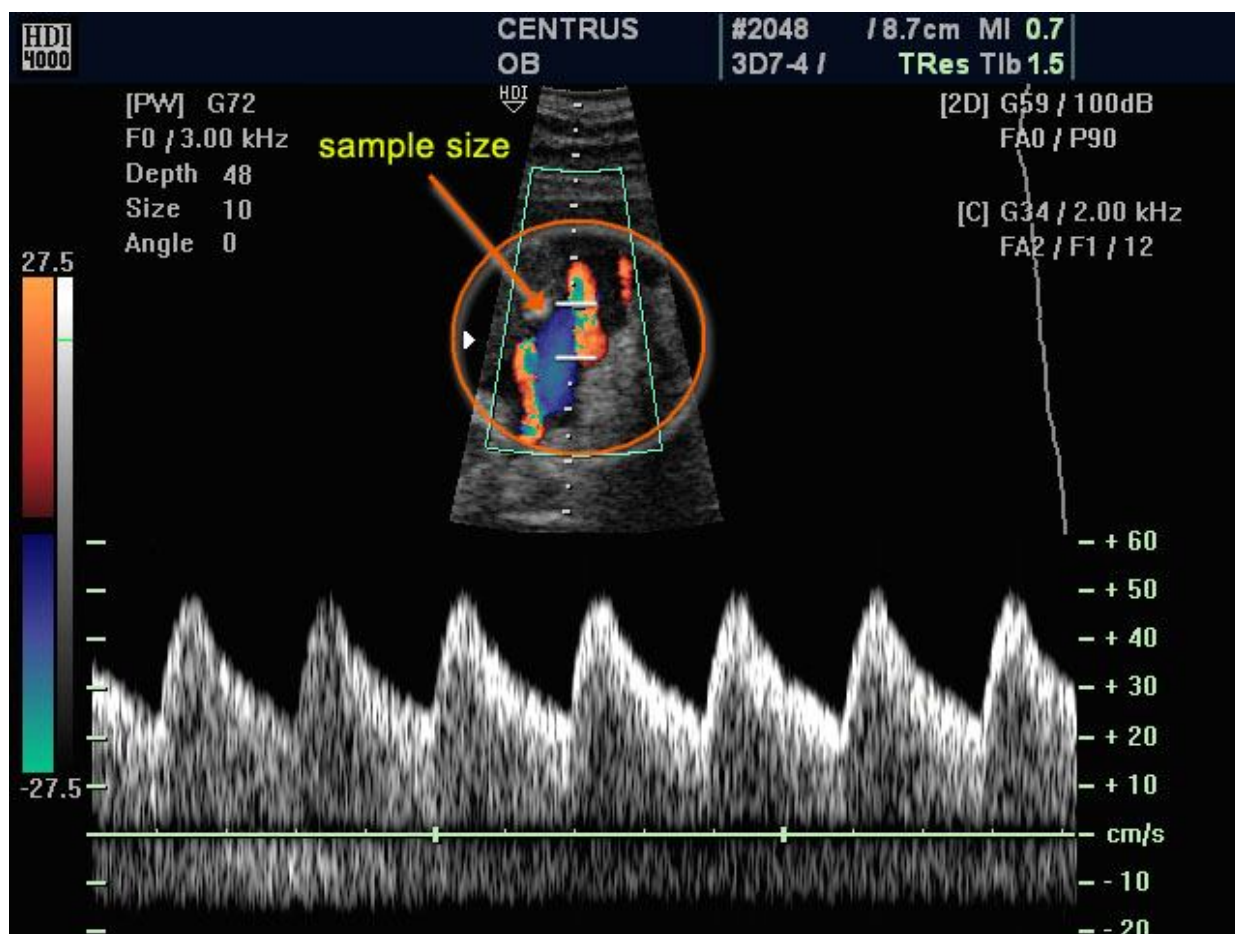 HDI
4000
CENTRUS
OB
#2048 / 8.7cm MI 0.7
3D7-4 / TRes TIb 1.5
HDI
[PW] G72
F0 / 3.00 kHz
Depth 48
Size 10
Angle 0
sample size
[2D] G59 / 100dB
FA0 / P90
[C] G34 / 2.00 kHz
FA2 / F1 / 12
27.5
-27.5
+ 60
+ 50
+ 40
+ 30
+ 20
+ 10
cm/s
- 10
- 20